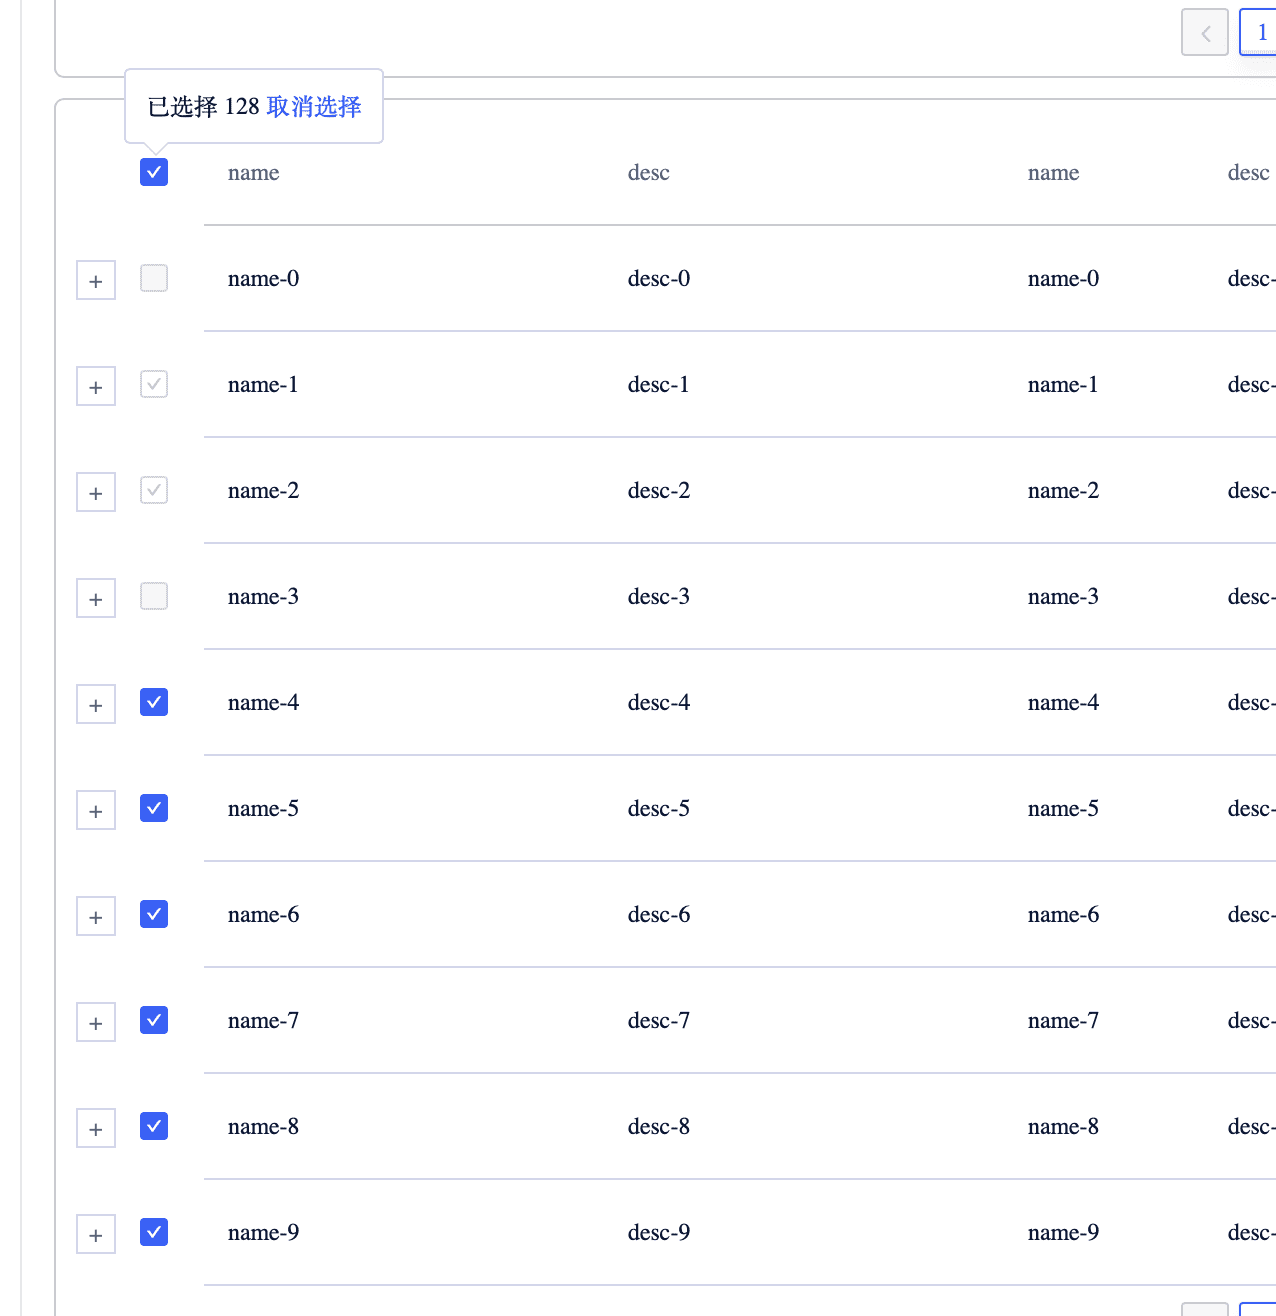 1
已选择 128 取消选择
name desc name desc
+ name-0 desc-0 name-0 desc-
+ name-1 desc-1 name-1 desc-
+ name-2 desc-2 name-2 desc-
+ name-3 desc-3 name-3 desc-
+ name-4 desc-4 name-4 desc-
+ name-5 desc-5 name-5 desc-
+ name-6 desc-6 name-6 desc-
+ name-7 desc-7 name-7 desc-
+ name-8 desc-8 name-8 desc-
+ name-9 desc-9 name-9 desc-